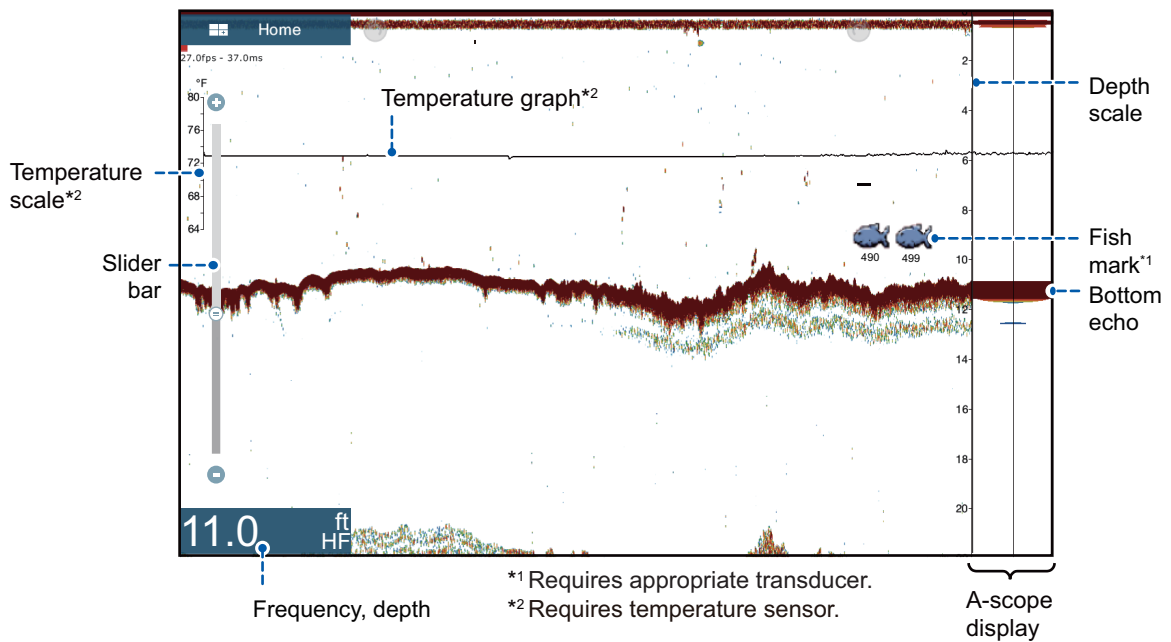 Home
27.0fps - 37.0ms
°F
80
76
72
68
64
Temperature graph*2
Temperature
scale*2
Slider
bar
2
4
6
8
10
12
14
16
18
20
Depth
scale
490 499
Fish
mark*1
Bottom
echo
11.0 ft
HF
Frequency, depth
*1 Requires appropriate transducer.
*2 Requires temperature sensor.
A-scope
display